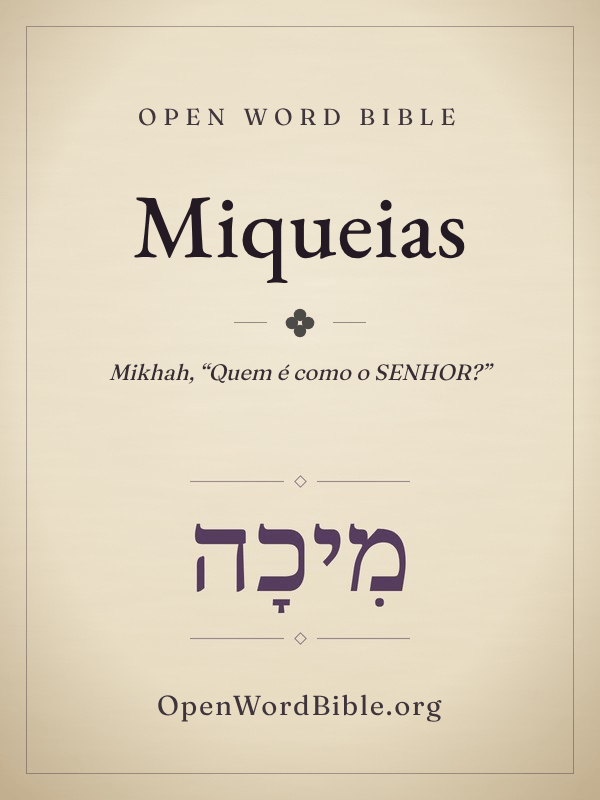 OPEN WORD BIBLE
Miqueias
Mikhah, “Quem é como o SENHOR?”
מִיכָה
OpenWordBible.org